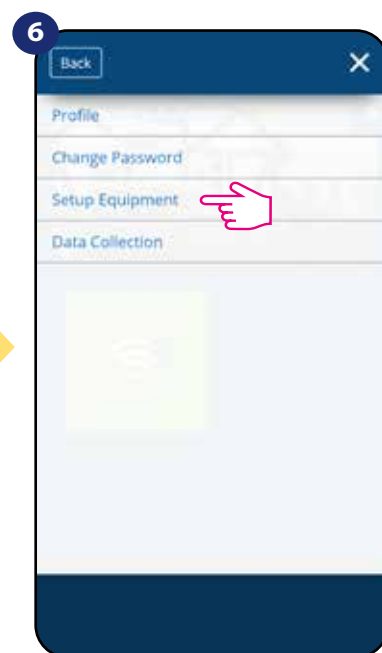 6
Back
Profile
Change Password
Setup Equipment
Data Collection